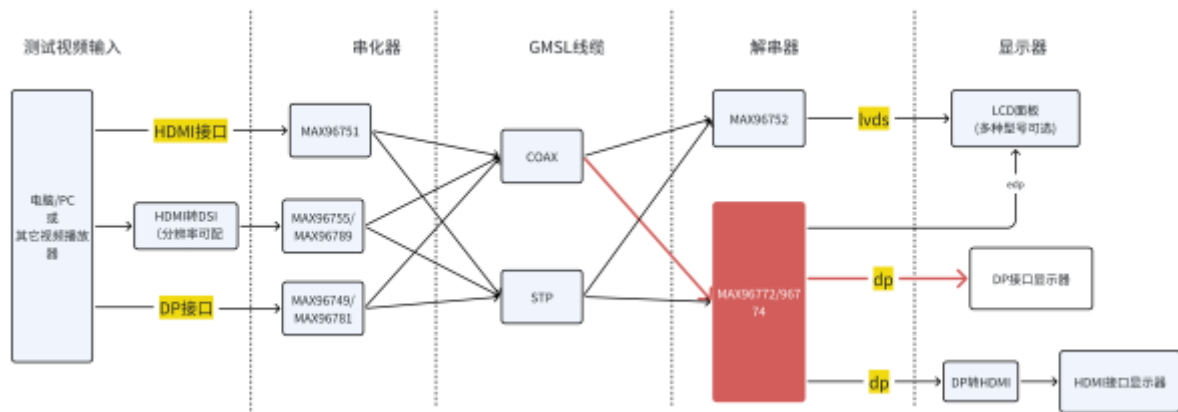 测试视频输入
串化器
GMSL线缆
解串器
显示器
电脑/PC
或
其它视频播放
器
HDMI接口
HDMI转DSI
（分辨率可配
DP接口
MAX96751
MAX96755/
MAX96789
MAX96749/
MAX96781
COAX
STP
MAX96752
MAX96772/967
74
lvds
edp
dp
dp
LCD面板
(多种型号可选)
DP接口显示器
DP转HDMI
HDMI接口显示器